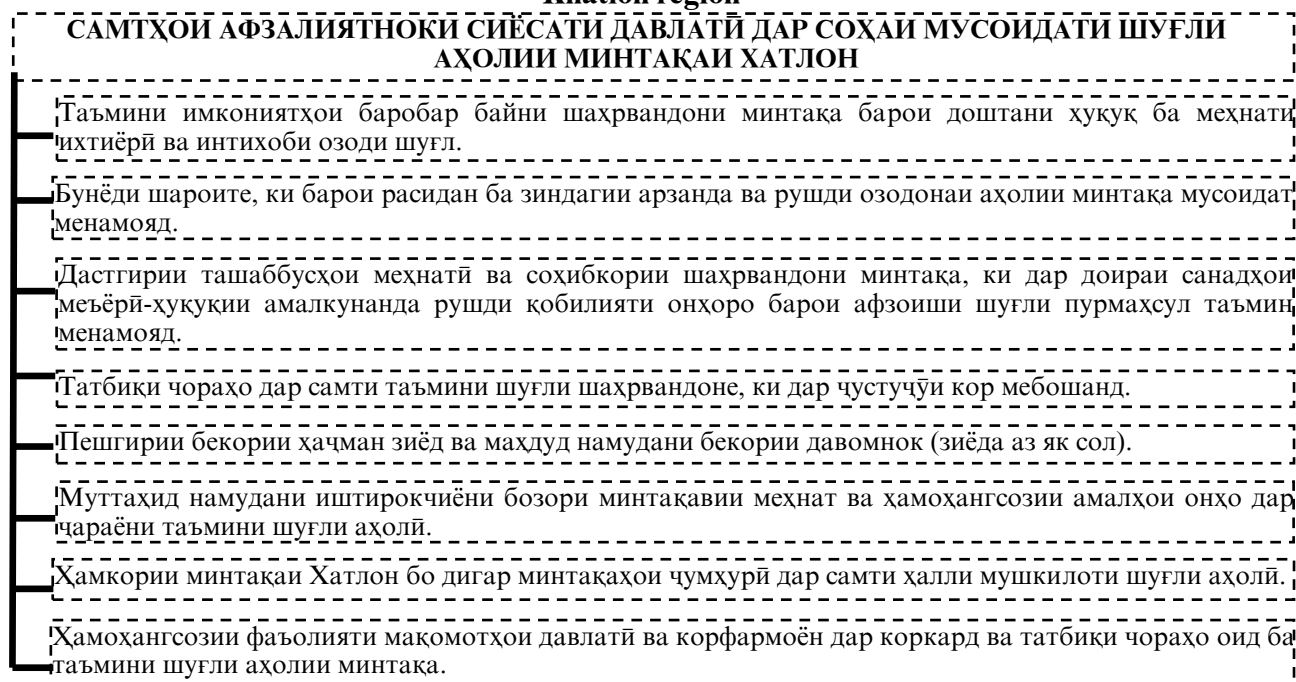 Khatlon region
САМТҲОИ АФЗАЛИЯТНОКИ СИЁСАТИ ДАВЛАТӢ ДАР СОҲАИ МУСОИДАТИ ШУҒЛИ
АҲОЛИИ МИНТАҚАИ ХАТЛОН
Таъмини имкониятҳои баробар байни шаҳрвандони минтақа барои доштани ҳуқуқ ба меҳнати
ихтиёрӣ ва интихоби озоди шуғл.
Бунёди шароите, ки барои расидан ба зиндагии арзанда ва рушди озодонаи аҳолии минтақа мусоидат
менамояд.
Дастгирии ташаббусҳои меҳнатӣ ва соҳибкории шаҳрвандони минтақа, ки дар доираи санадҳои
меъёрӣ-ҳуқуқии амалкунанда рушди қобилияти онҳоро барои афзоиши шуғли пурмаҳсул таъмин
менамояд.
Татбиқи чораҳо дар самти таъмини шуғли шаҳрвандоне, ки дар ҷустуҷӯи кор мебошанд.
Пешгирии бекории ҳаҷман зиёд ва маҳдуд намудани бекории давомнок (зиёда аз як сол).
Муттаҳид намудани иштирокчиёни бозори минтақавии меҳнат ва ҳамоҳангсозии амалҳои онҳо дар
ҷараёни таъмини шуғли аҳолӣ.
Ҳамкории минтақаи Хатлон бо дигар минтақаҳои ҷумҳурӣ дар самти ҳалли мушкилоти шуғли аҳолӣ.
Ҳамоҳангсозии фаъолияти мақомотҳои давлатӣ ва корфармоён дар коркард ва татбиқи чораҳо оид ба
таъмини шуғли аҳолии минтақа.